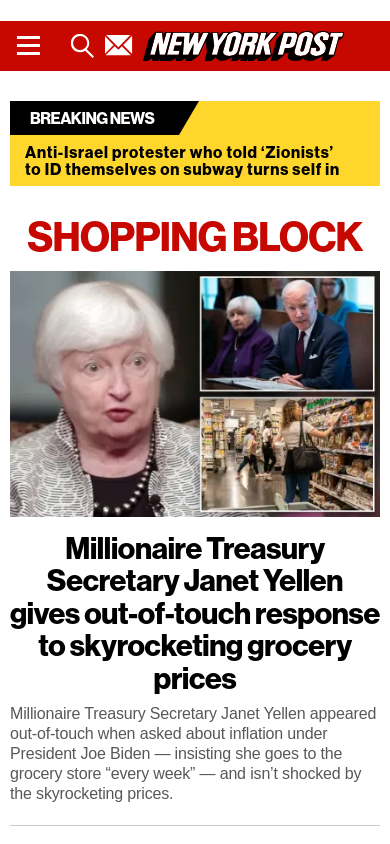 NEW YORK POST
BREAKING NEWS
Anti-Israel protester who told ‘Zionists’
to ID themselves on subway turns self in
SHOPPING BLOCK
Millionaire Treasury
Secretary Janet Yellen
gives out-of-touch response
to skyrocketing grocery
prices
Millionaire Treasury Secretary Janet Yellen appeared
out-of-touch when asked about inflation under
President Joe Biden — insisting she goes to the
grocery store “every week” — and isn’t shocked by
the skyrocketing prices.